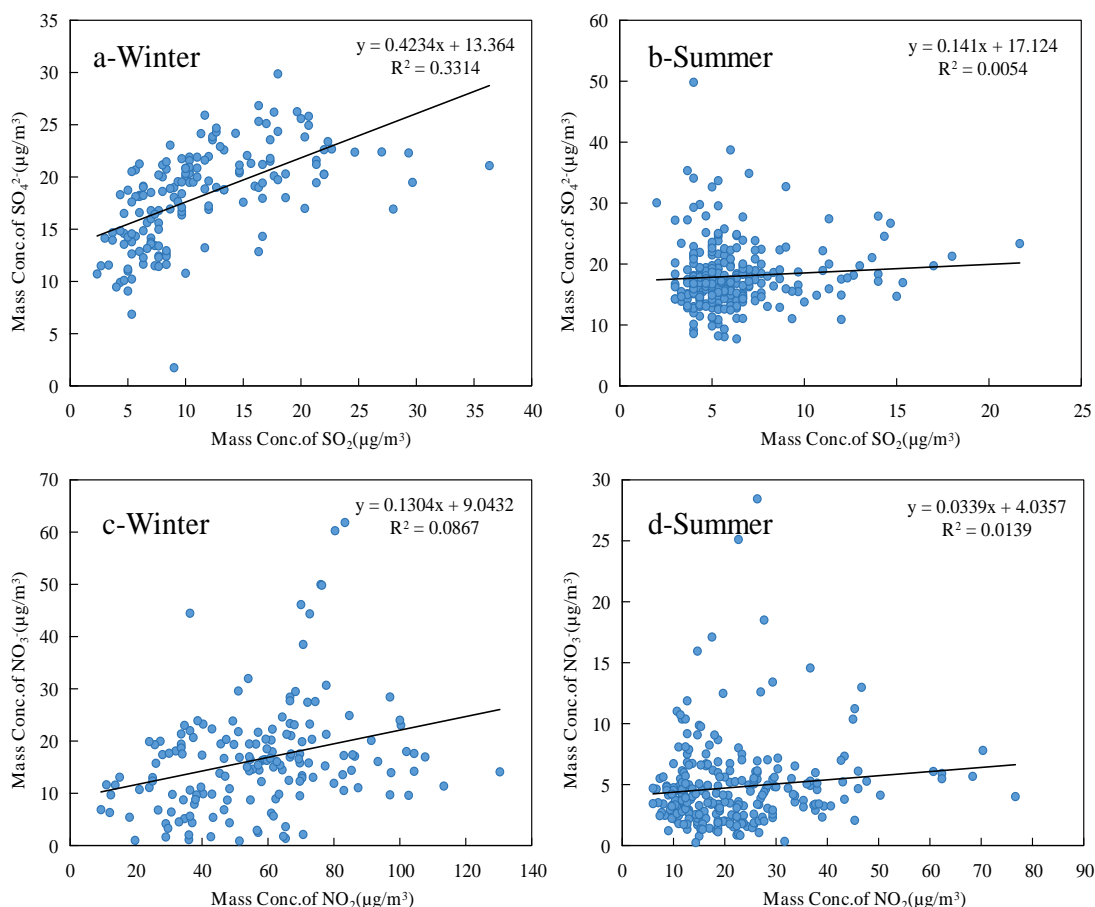 a-Winter
y = 0.4234x + 13.364
R² = 0.3314
35
30
25
20
15
10
5
0
0 5 10 15 20 25 30 35 40
Mass Conc.of SO₂(μg/m³)
Mass Conc.of SO₄²⁻(μg/m³)
b-Summer
y = 0.141x + 17.124
R² = 0.0054
60
50
40
30
20
10
0
0 5 10 15 20 25
Mass Conc.of SO₂(μg/m³)
Mass Conc.of SO₄²⁻(μg/m³)
c-Winter
y = 0.1304x + 9.0432
R² = 0.0867
70
60
50
40
30
20
10
0
0 20 40 60 80 100 120 140
Mass Conc.of NO₂(μg/m³)
Mass Conc.of NO₃⁻(μg/m³)
d-Summer
y = 0.0339x + 4.0357
R² = 0.0139
30
25
20
15
10
5
0
0 10 20 30 40 50 60 70 80 90
Mass Conc.of NO₂(μg/m³)
Mass Conc.of NO₃⁻(μg/m³)